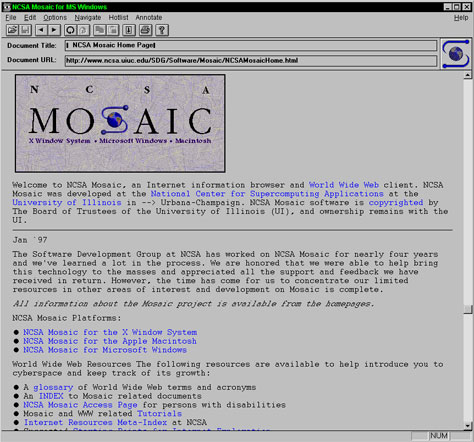 NCSA Mosaic for MS Windows
File Edit Options Navigate Hotlist Annotate Help
Document Title: NCSA Mosaic Home Page
Document URL: http://www.ncsa.uiuc.edu/SDG/Software/Mosaic/NCSAMosaicHome.html
N C S A
MOSAIC
X Window System • Microsoft Windows • Macintosh
Welcome to NCSA Mosaic, an Internet information browser and World Wide Web client. NCSA
Mosaic was developed at the National Center for Supercomputing Applications at the
University of Illinois in --> Urbana-Champaign. NCSA Mosaic software is copyrighted by
The Board of Trustees of the University of Illinois (UI), and ownership remains with the
UI.
Jan `97
The Software Development Group at NCSA has worked on NCSA Mosaic for nearly four years
and we've learned a lot in the process. We are honored that we were able to help bring
this technology to the masses and appreciated all the support and feedback we have
received in return. However, the time has come for us to concentrate our limited
resources in other areas of interest and development on Mosaic is complete.
All information about the Mosaic project is available from the homepages.
NCSA Mosaic Platforms:
● NCSA Mosaic for the X Window System
● NCSA Mosaic for the Apple Macintosh
● NCSA Mosaic for Microsoft Windows
World Wide Web Resources The following resources are available to help introduce you to
cyberspace and keep track of its growth:
● A glossary of World Wide Web terms and acronyms
● An INDEX to Mosaic related documents
● NCSA Mosaic Access Page for persons with disabilities
● Mosaic and WWW related Tutorials
● Internet Resources Meta-Index at NCSA
NUM